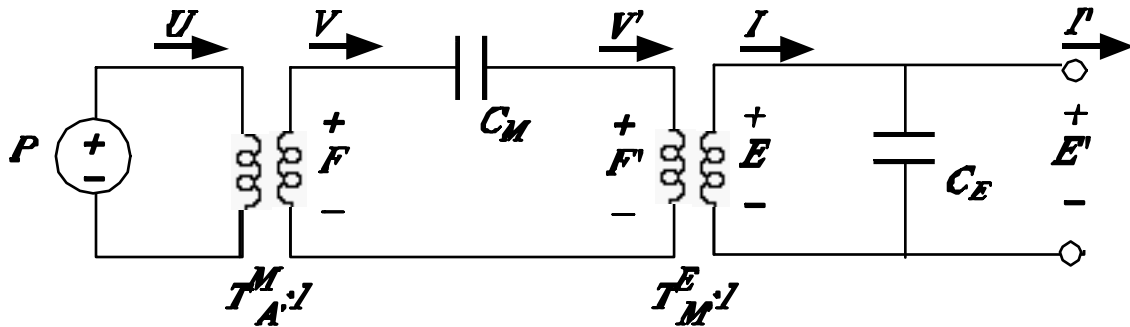 U V V' I I'
P + − + F − C_M + F' − + E − C_E + E' −
T^M_A:1 T^E_M:1